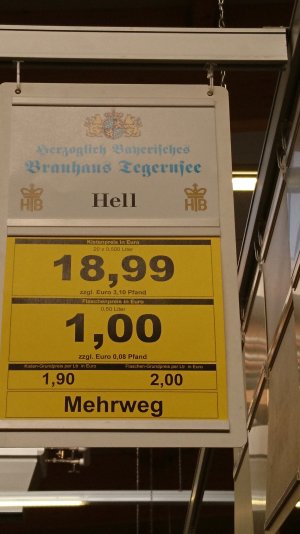 Herzoglich Bayerisches
Brauhaus Tegernsee
HTB
Hell
HTB
Kistenpreis in Euro
20 x 0,500 Liter
18,99
zzgl. Euro 3,10 Pfand
Flaschenpreis in Euro
0,50 Liter
1,00
zzgl. Euro 0,08 Pfand
Kisten-Grundpreis per Ltr in Euro
Flaschen-Grundpreis per Ltr in Euro
1,90
2,00
Mehrweg